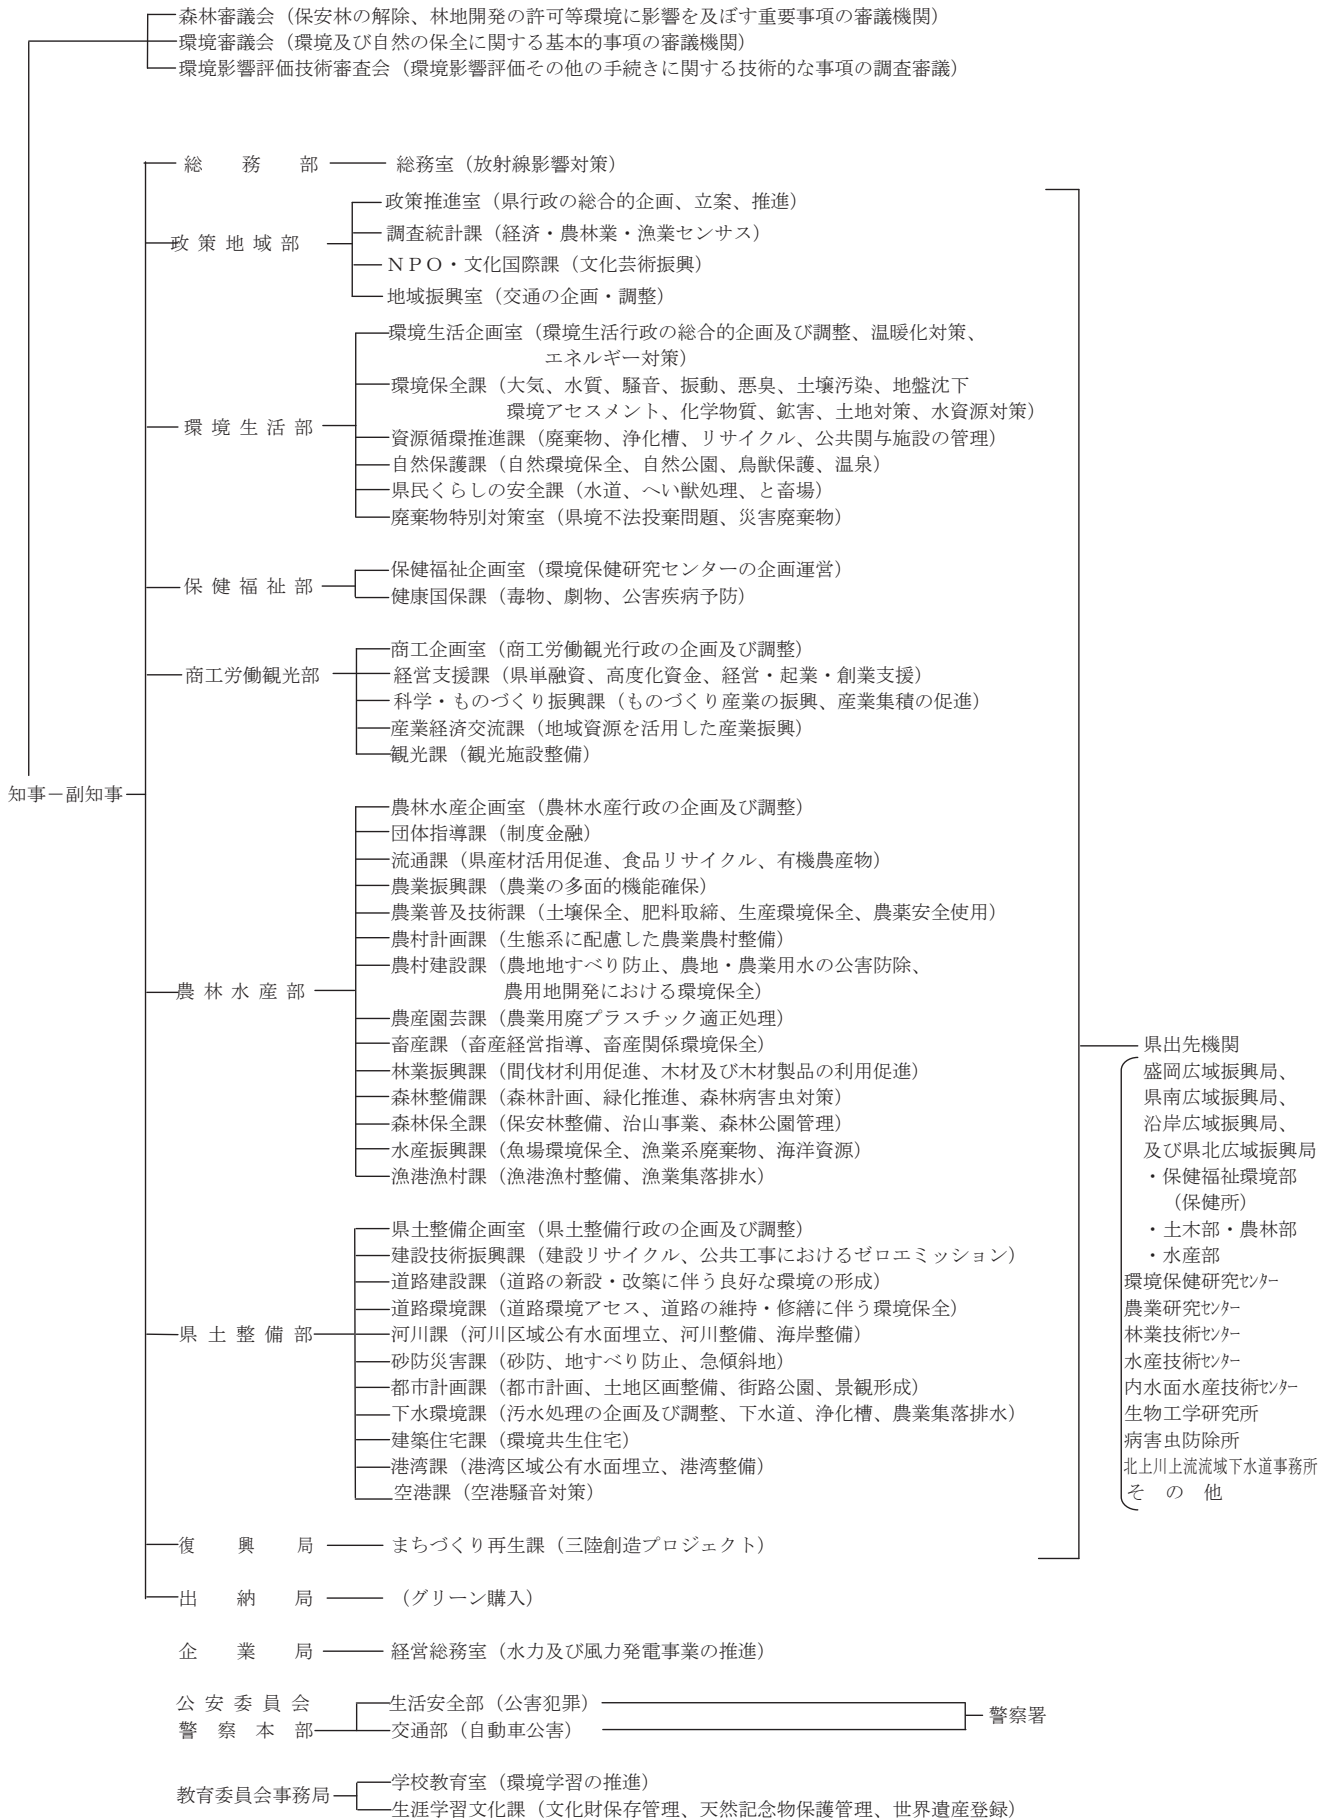 森林審議会（保安林の解除、林地開発の許可等環境に影響を及ぼす重要事項の審議機関）
環境審議会（環境及び自然の保全に関する基本的事項の審議機関）
環境影響評価技術審査会（環境影響評価その他の手続きに関する技術的な事項の調査審議）
知事－副知事
総務部
総務室（放射線影響対策）
政策地域部
政策推進室（県行政の総合的企画、立案、推進）
調査統計課（経済・農林業・漁業センサス）
ＮＰＯ・文化国際課（文化芸術振興）
地域振興室（交通の企画・調整）
環境生活部
環境生活企画室（環境生活行政の総合的企画及び調整、温暖化対策、
エネルギー対策）
環境保全課（大気、水質、騒音、振動、悪臭、土壌汚染、地盤沈下
環境アセスメント、化学物質、鉱害、土地対策、水資源対策）
資源循環推進課（廃棄物、浄化槽、リサイクル、公共関与施設の管理）
自然保護課（自然環境保全、自然公園、鳥獣保護、温泉）
県民くらしの安全課（水道、へい獣処理、と畜場）
廃棄物特別対策室（県境不法投棄問題、災害廃棄物）
保健福祉部
保健福祉企画室（環境保健研究センターの企画運営）
健康国保課（毒物、劇物、公害疾病予防）
商工労働観光部
商工企画室（商工労働観光行政の企画及び調整）
経営支援課（県単融資、高度化資金、経営・起業・創業支援）
科学・ものづくり振興課（ものづくり産業の振興、産業集積の促進）
産業経済交流課（地域資源を活用した産業振興）
観光課（観光施設整備）
農林水産部
農林水産企画室（農林水産行政の企画及び調整）
団体指導課（制度金融）
流通課（県産材活用促進、食品リサイクル、有機農産物）
農業振興課（農業の多面的機能確保）
農業普及技術課（土壌保全、肥料取締、生産環境保全、農薬安全使用）
農村計画課（生態系に配慮した農業農村整備）
農村建設課（農地地すべり防止、農地・農業用水の公害防除、
農用地開発における環境保全）
農産園芸課（農業用廃プラスチック適正処理）
畜産課（畜産経営指導、畜産関係環境保全）
林業振興課（間伐材利用促進、木材及び木材製品の利用促進）
森林整備課（森林計画、緑化推進、森林病害虫対策）
森林保全課（保安林整備、治山事業、森林公園管理）
水産振興課（魚場環境保全、漁業系廃棄物、海洋資源）
漁港漁村課（漁港漁村整備、漁業集落排水）
県土整備部
県土整備企画室（県土整備行政の企画及び調整）
建設技術振興課（建設リサイクル、公共工事におけるゼロエミッション）
道路建設課（道路の新設・改築に伴う良好な環境の形成）
道路環境課（道路環境アセス、道路の維持・修繕に伴う環境保全）
河川課（河川区域公有水面埋立、河川整備、海岸整備）
砂防災害課（砂防、地すべり防止、急傾斜地）
都市計画課（都市計画、土地区画整備、街路公園、景観形成）
下水環境課（汚水処理の企画及び調整、下水道、浄化槽、農業集落排水）
建築住宅課（環境共生住宅）
港湾課（港湾区域公有水面埋立、港湾整備）
空港課（空港騒音対策）
復興局
まちづくり再生課（三陸創造プロジェクト）
出納局
（グリーン購入）
企業局
経営総務室（水力及び風力発電事業の推進）
公安委員会
警察本部
生活安全部（公害犯罪）
交通部（自動車公害）
警察署
教育委員会事務局
学校教育室（環境学習の推進）
生涯学習文化課（文化財保存管理、天然記念物保護管理、世界遺産登録）
県出先機関
盛岡広域振興局、
県南広域振興局、
沿岸広域振興局、
及び県北広域振興局
・保健福祉環境部
（保健所）
・土木部・農林部
・水産部
環境保健研究ｾﾝﾀｰ
農業研究ｾﾝﾀｰ
林業技術ｾﾝﾀｰ
水産技術ｾﾝﾀｰ
内水面水産技術ｾﾝﾀｰ
生物工学研究所
病害虫防除所
北上川上流流域下水道事務所
その他